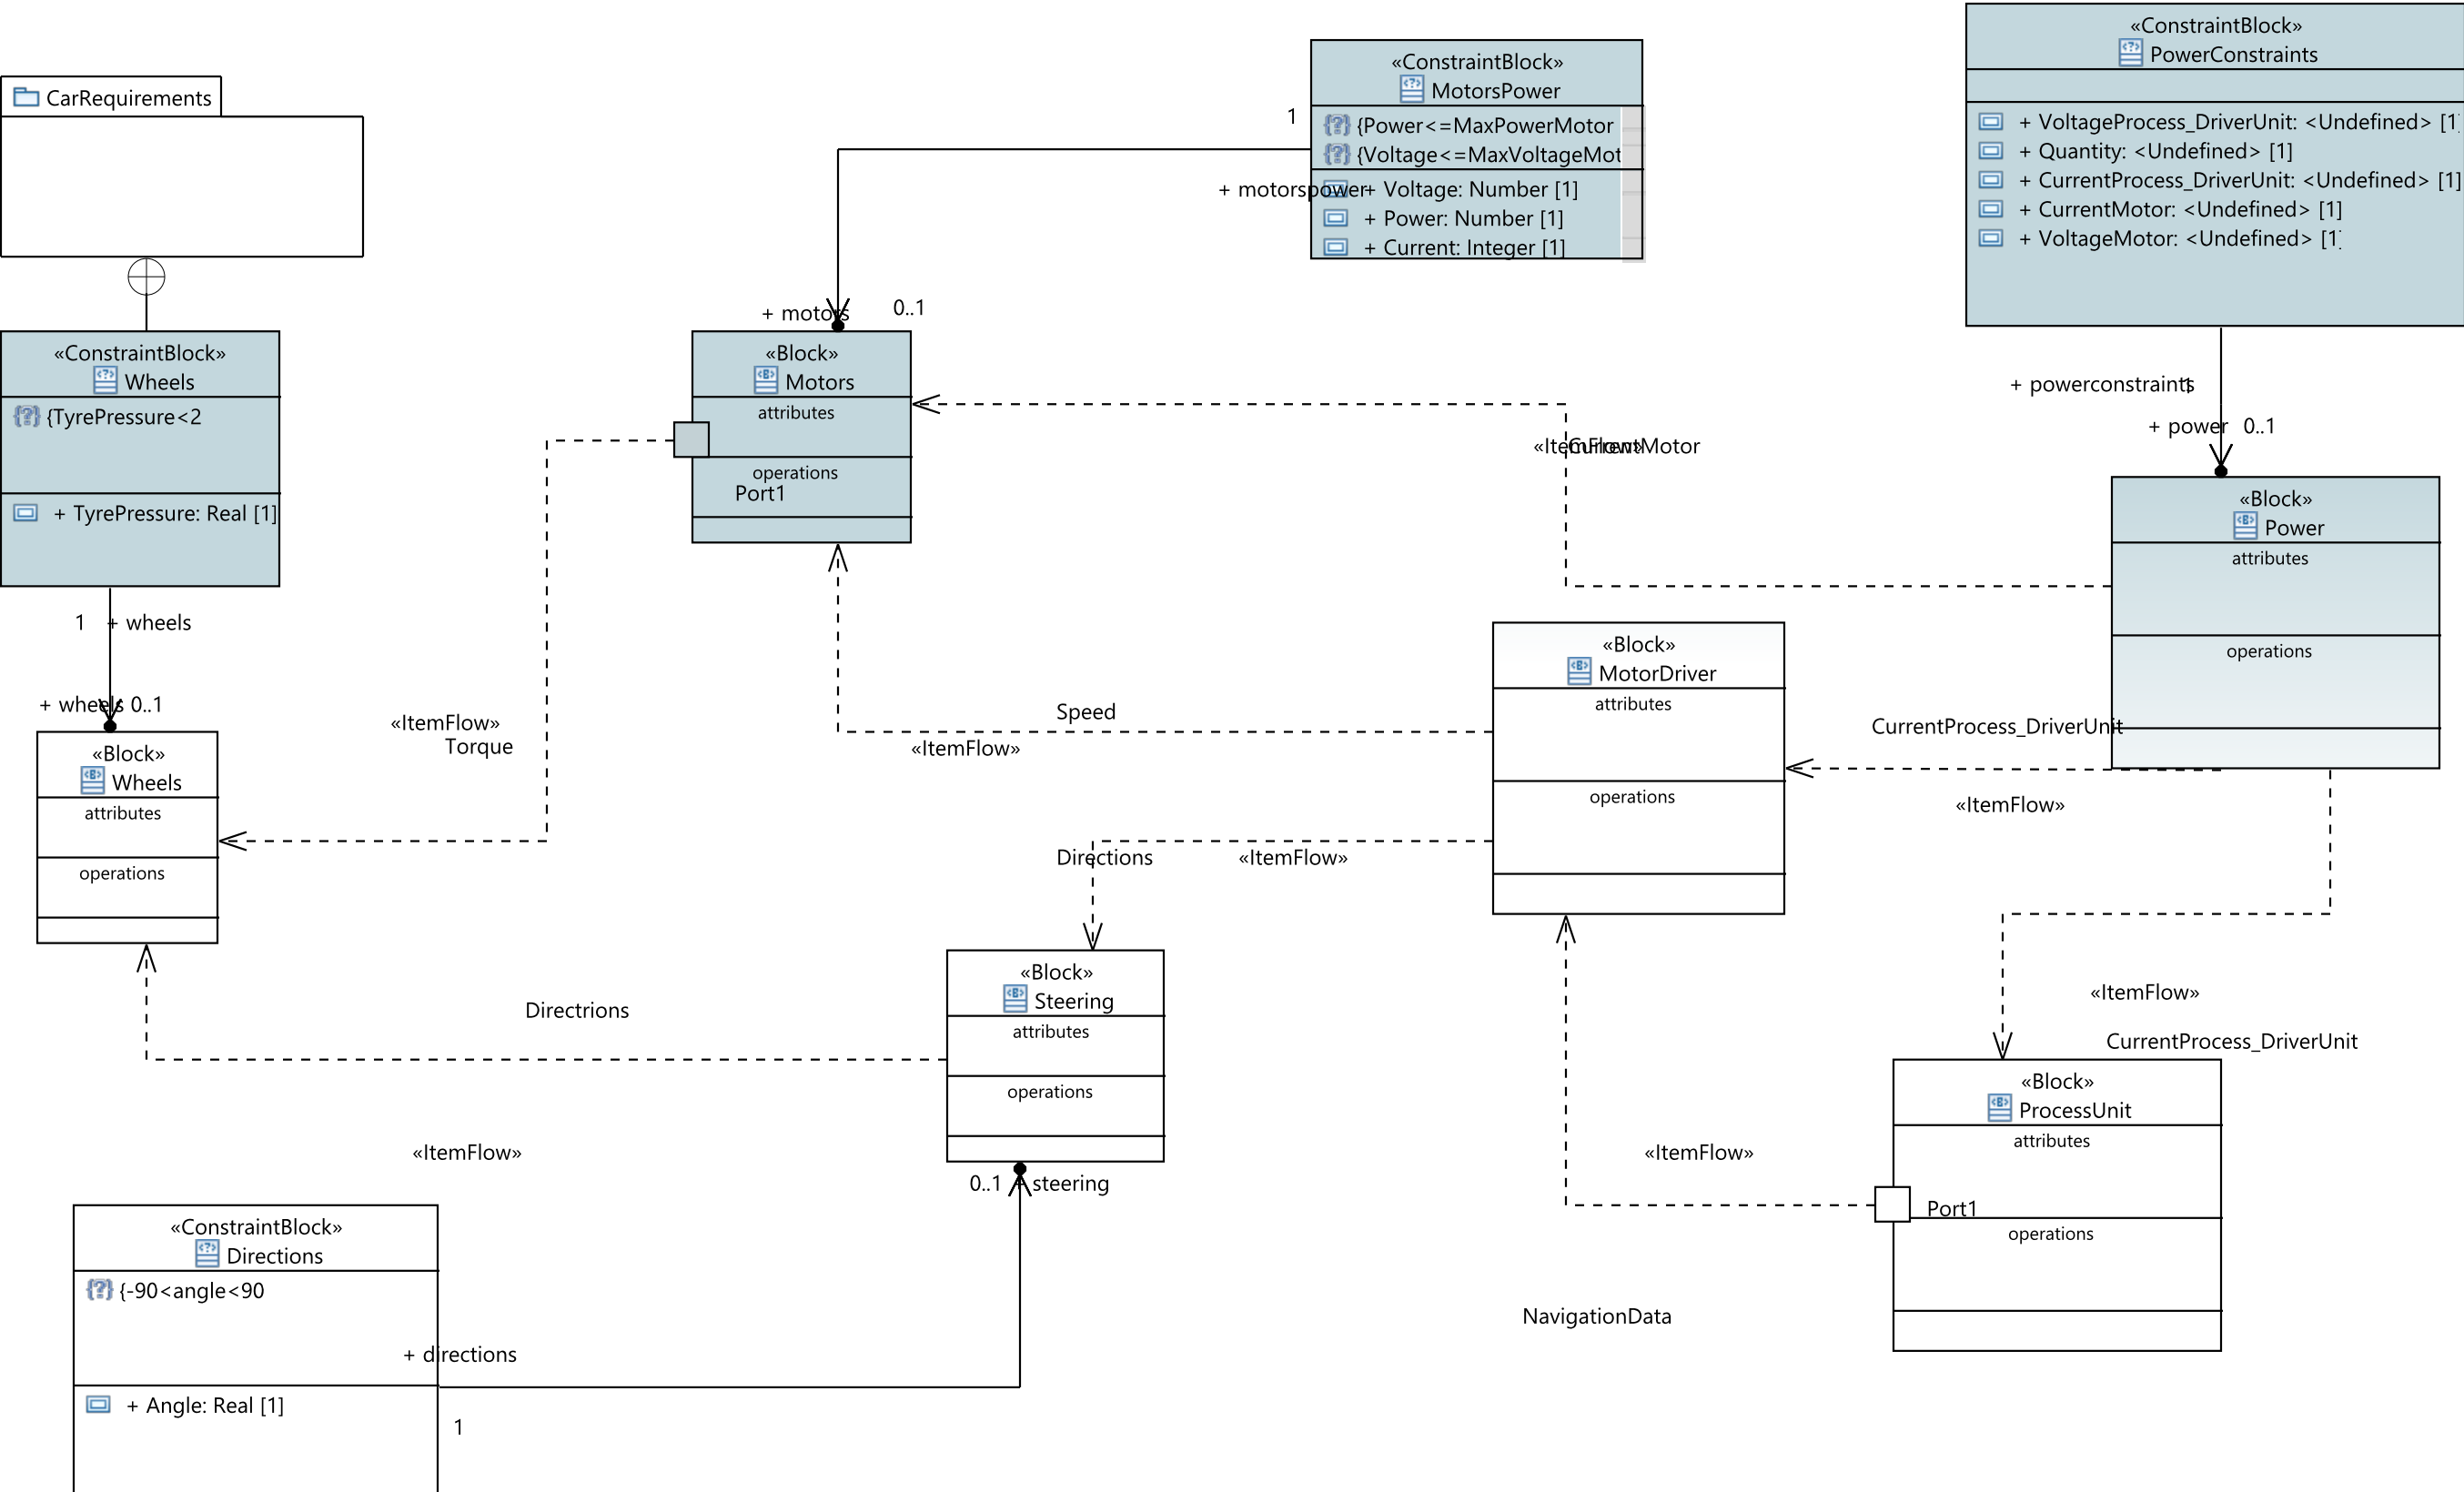 CarRequirements
«ConstraintBlock»
MotorsPower
{Power<=MaxPowerMotor
{Voltage<=MaxVoltageMot
+ Voltage: Number [1]
+ Power: Number [1]
+ Current: Integer [1]
1
+ motorspower
«ConstraintBlock»
PowerConstraints
+ VoltageProcess_DriverUnit: <Undefined> [1]
+ Quantity: <Undefined> [1]
+ CurrentProcess_DriverUnit: <Undefined> [1]
+ CurrentMotor: <Undefined> [1]
+ VoltageMotor: <Undefined> [1]
+ motors
0..1
«ConstraintBlock»
Wheels
{TyrePressure<2
+ TyrePressure: Real [1]
«Block»
Motors
attributes
operations
Port1
+ powerconstraints
1
+ power
0..1
«ItemFlow»
CurrentMotor
«Block»
Power
attributes
operations
1
+ wheels
+ wheels
0..1
«Block»
Wheels
attributes
operations
«ItemFlow»
Torque
Speed
«ItemFlow»
«Block»
MotorDriver
attributes
operations
CurrentProcess_DriverUnit
«ItemFlow»
Directions
«ItemFlow»
«Block»
Steering
attributes
operations
Directrions
«ItemFlow»
«ItemFlow»
CurrentProcess_DriverUnit
«Block»
ProcessUnit
attributes
Port1
operations
«ItemFlow»
NavigationData
0..1
+ steering
«ConstraintBlock»
Directions
{-90<angle<90
+ Angle: Real [1]
+ directions
1